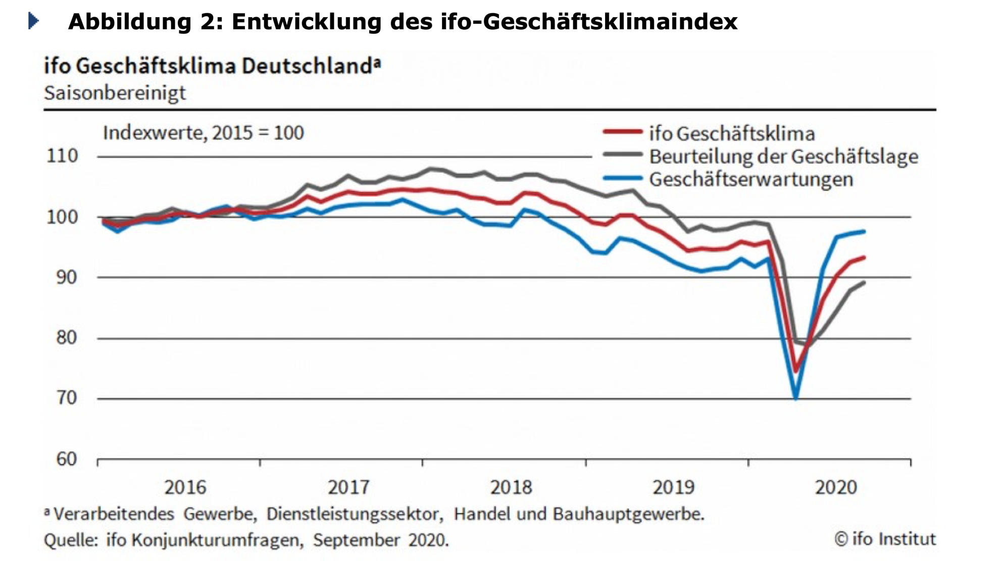 Abbildung 2: Entwicklung des ifo-Geschäftsklimaindex
ifo Geschäftsklima Deutschlandª
Saisonbereinigt
Indexwerte, 2015 = 100
ifo Geschäftsklima
Beurteilung der Geschäftslage
Geschäftserwartungen
110
100
90
80
70
60
2016 2017 2018 2019 2020
ª Verarbeitendes Gewerbe, Dienstleistungssektor, Handel und Bauhauptgewerbe.
Quelle: ifo Konjunkturumfragen, September 2020. © ifo Institut